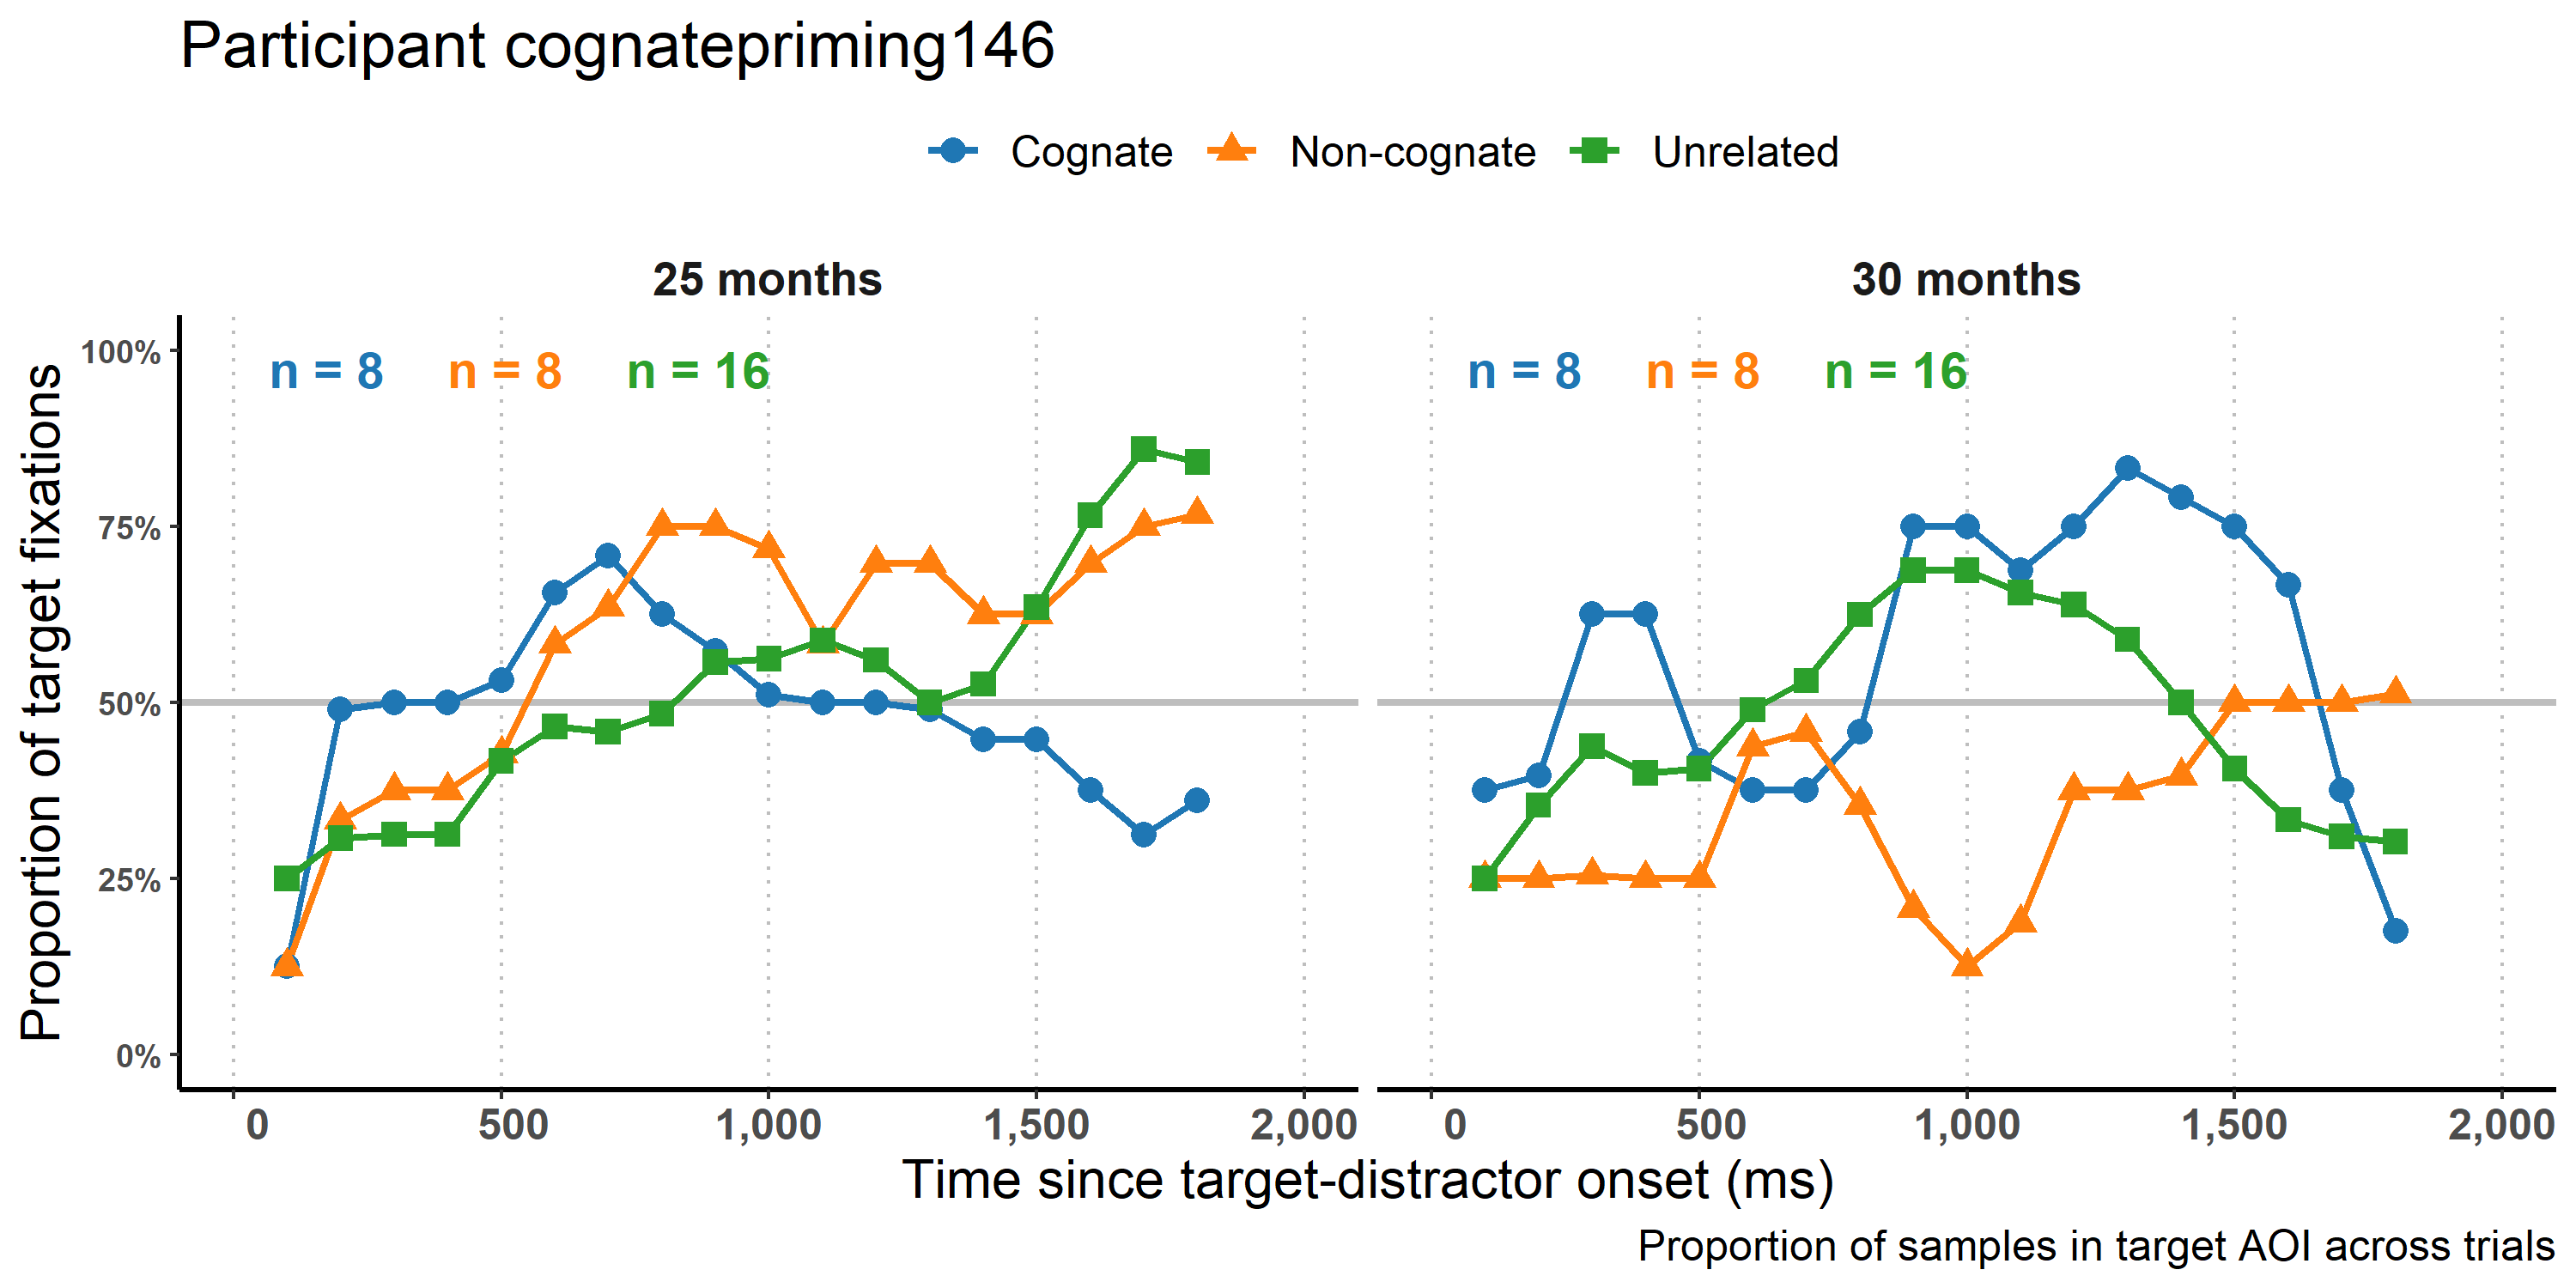 Participant cognatepriming146
Cognate Non-cognate Unrelated
25 months 30 months
n = 8 n = 8 n = 16 n = 8 n = 8 n = 16
Proportion of target fixations
100%
75%
50%
25%
0%
0 500 1,000 1,500 2,000 0 500 1,000 1,500 2,000
Time since target-distractor onset (ms)
Proportion of samples in target AOI across trials